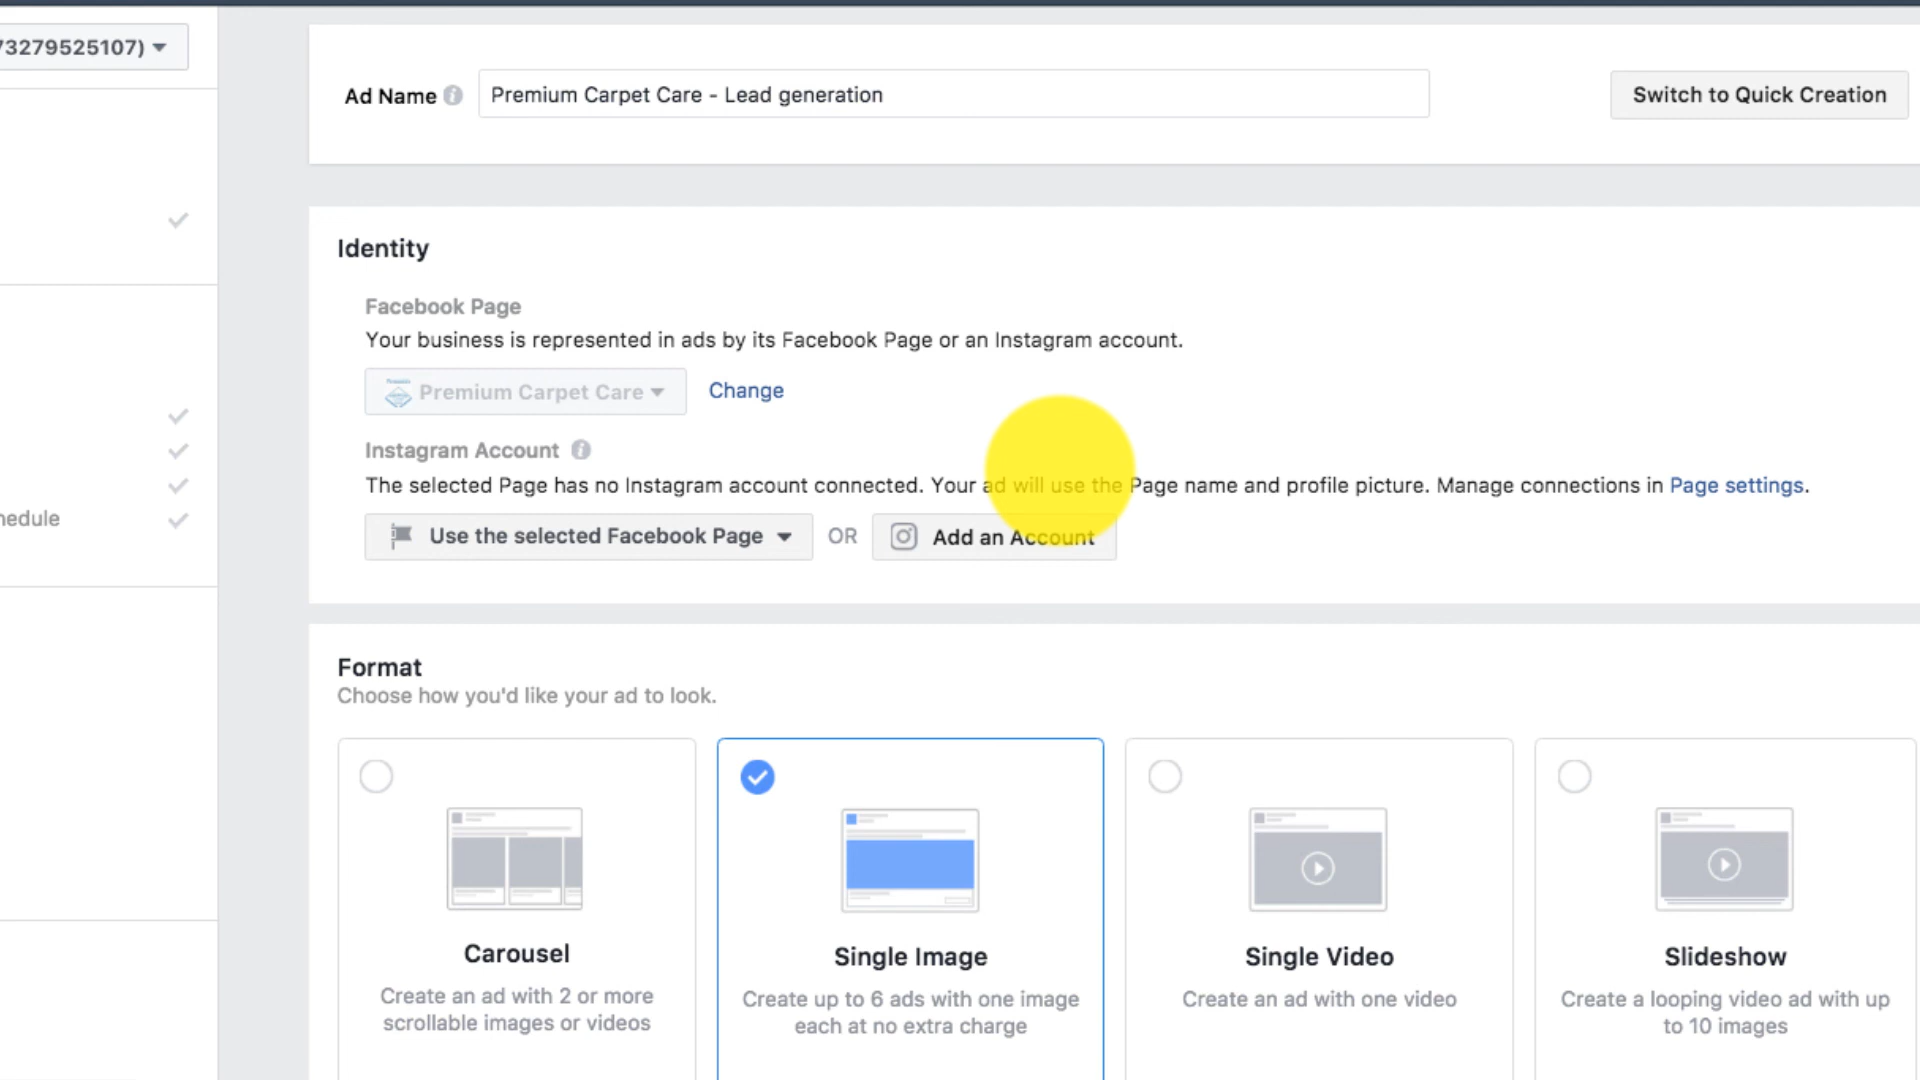 73279525107)
Ad Name
Premium Carpet Care - Lead generation
Switch to Quick Creation
Identity
Facebook Page
Your business is represented in ads by its Facebook Page or an Instagram account.
Premium Carpet Care
Change
Instagram Account
The selected Page has no Instagram account connected. Your ad will use the Page name and profile picture. Manage connections in Page settings.
hedule
Use the selected Facebook Page
OR
Add an Account
Format
Choose how you'd like your ad to look.
Carousel
Create an ad with 2 or more
scrollable images or videos
Single Image
Create up to 6 ads with one image
each at no extra charge
Single Video
Create an ad with one video
Slideshow
Create a looping video ad with up
to 10 images